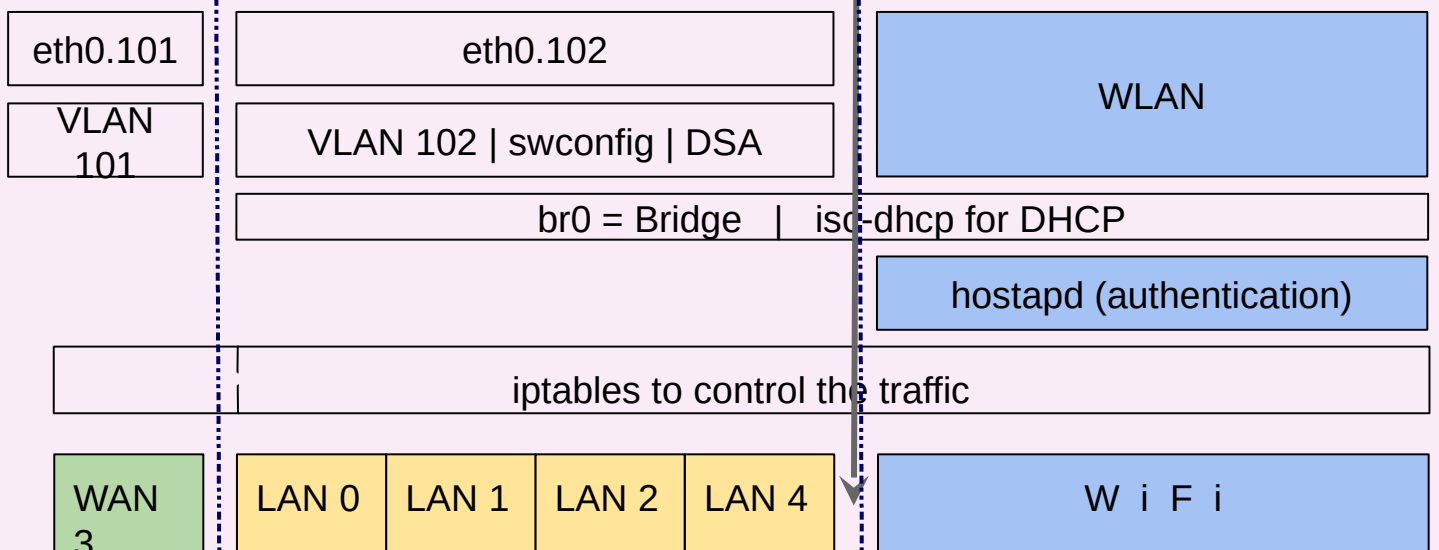 eth0.101
eth0.102
WLAN
VLAN
101
VLAN 102 | swconfig | DSA
br0 = Bridge | isc-dhcp for DHCP
hostapd (authentication)
iptables to control the traffic
WAN
3
LAN 0
LAN 1
LAN 2
LAN 4
W i F i